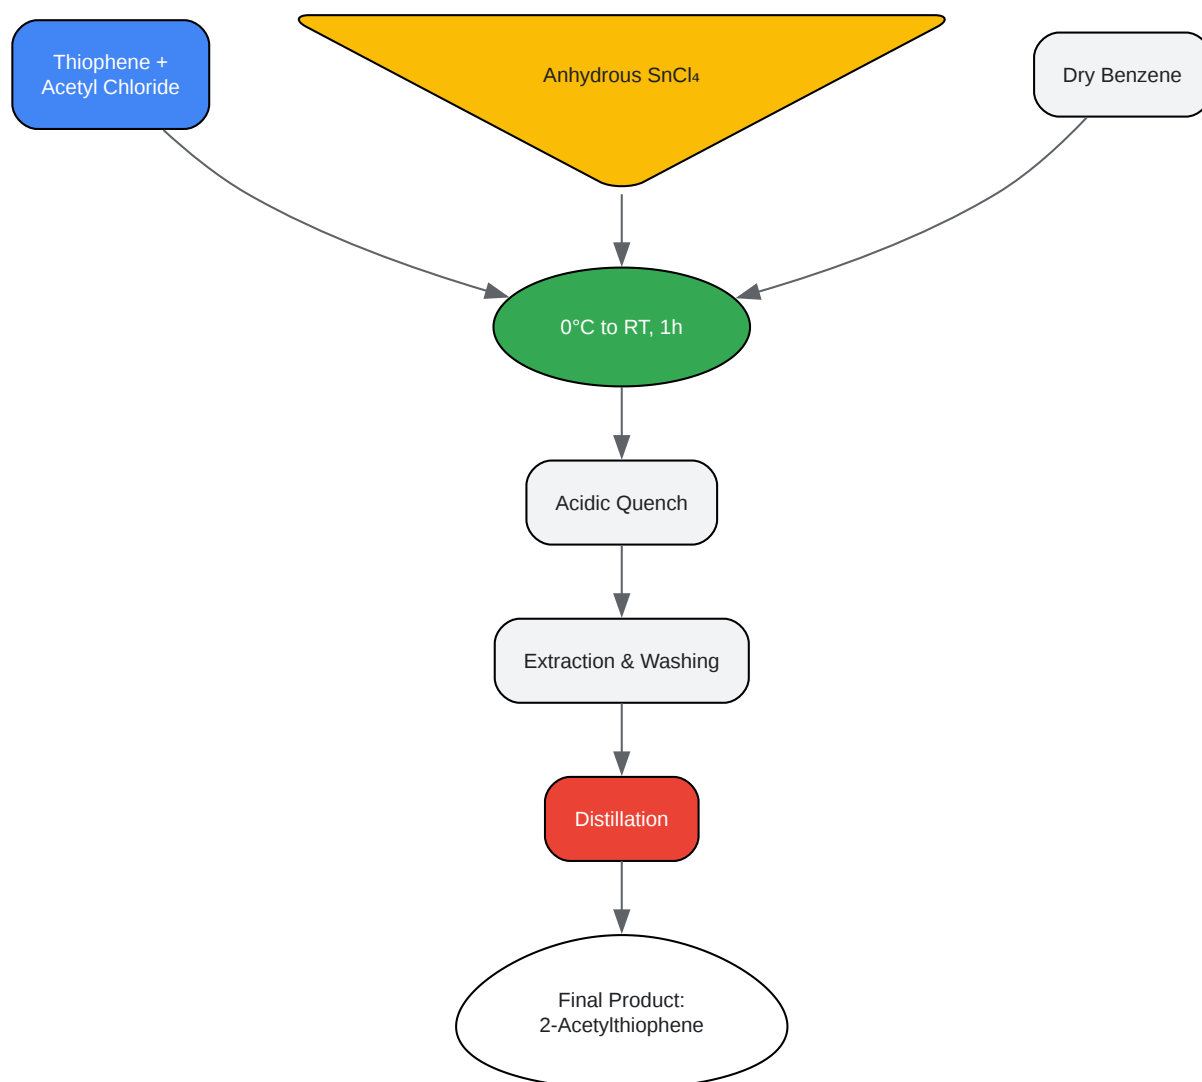 Thiophene +
Acetyl Chloride
Anhydrous SnCl₄
Dry Benzene
0°C to RT, 1h
Acidic Quench
Extraction & Washing
Distillation
Final Product:
2-Acetylthiophene